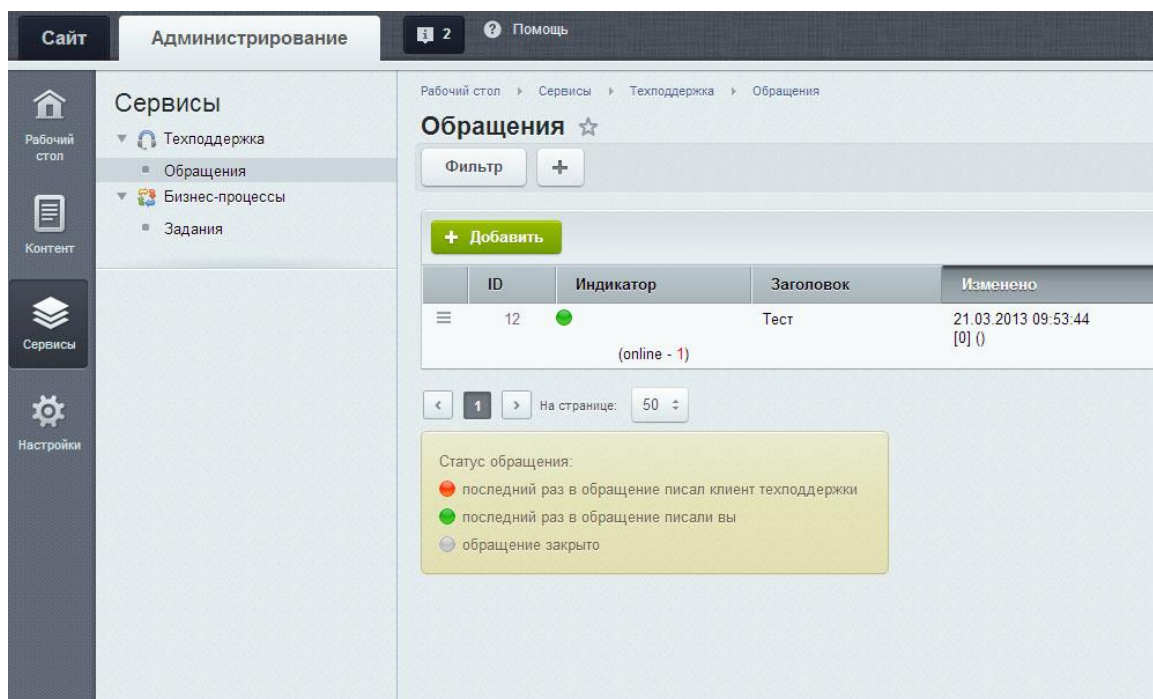 Сайт
Администрирование
2
Помощь
Рабочий стол
Контент
Сервисы
Настройки
Сервисы
Техподдержка
Обращения
Бизнес-процессы
Задания
Рабочий стол Сервисы Техподдержка Обращения
Обращения
Фильтр
Добавить
ID Индикатор Заголовок Изменено
12 Тест 21.03.2013 09:53:44
(online - 1) [0] ()
1 На странице: 50
Статус обращения:
последний раз в обращение писал клиент техподдержки
последний раз в обращение писали вы
обращение закрыто